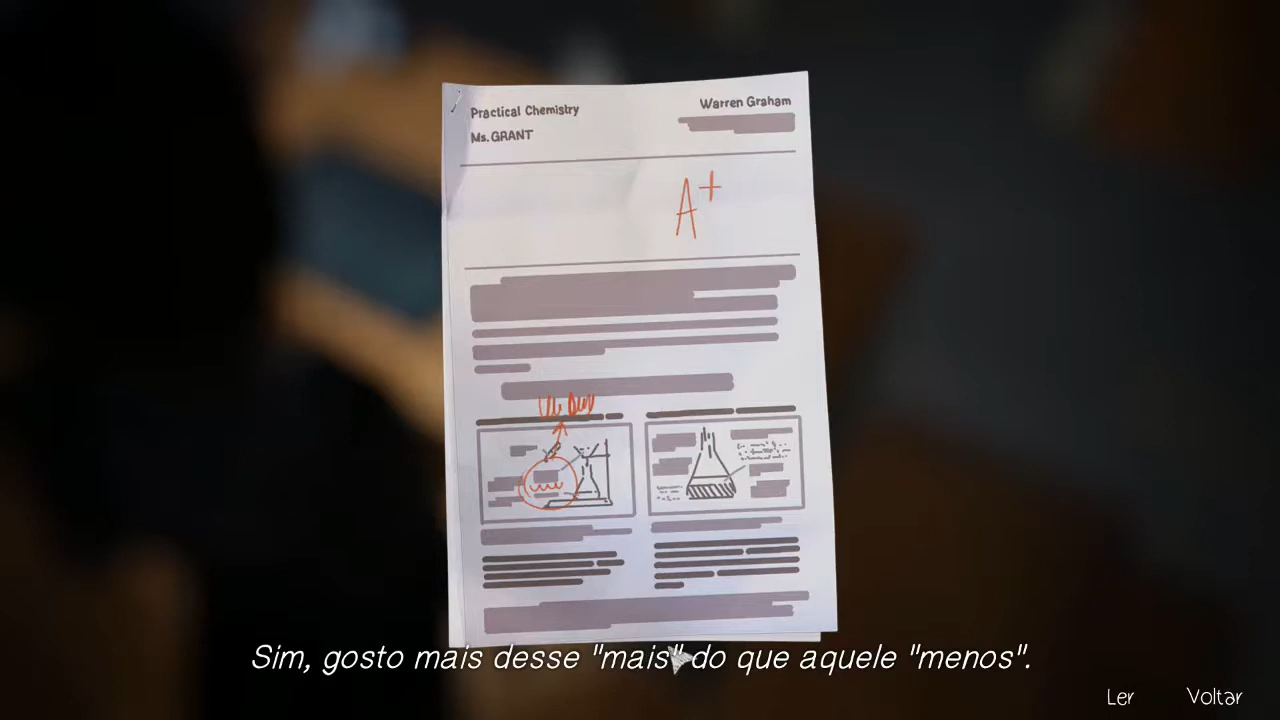 Practical Chemistry
Warren Graham
Ms. GRANT
A+
Sim, gosto mais desse "mais" do que aquele "menos".
Ler
Voltar